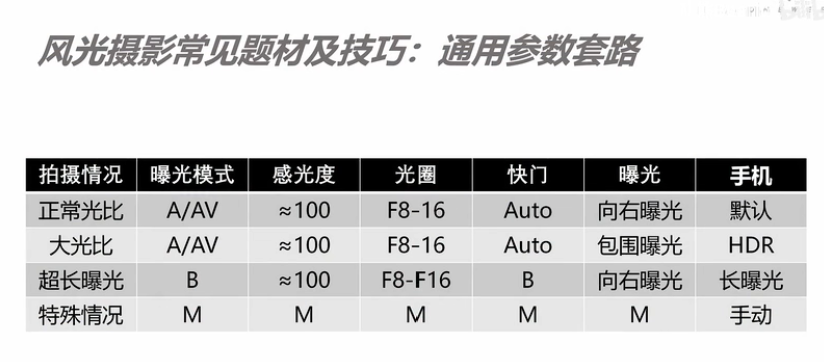 风光摄影常见题材及技巧：通用参数套路
拍摄情况 曝光模式 感光度 光圈 快门 曝光 手机
正常光比 A/AV ≈100 F8-16 Auto 向右曝光 默认
大光比 A/AV ≈100 F8-16 Auto 包围曝光 HDR
超长曝光 B ≈100 F8-F16 B 向右曝光 长曝光
特殊情况 M M M M M 手动